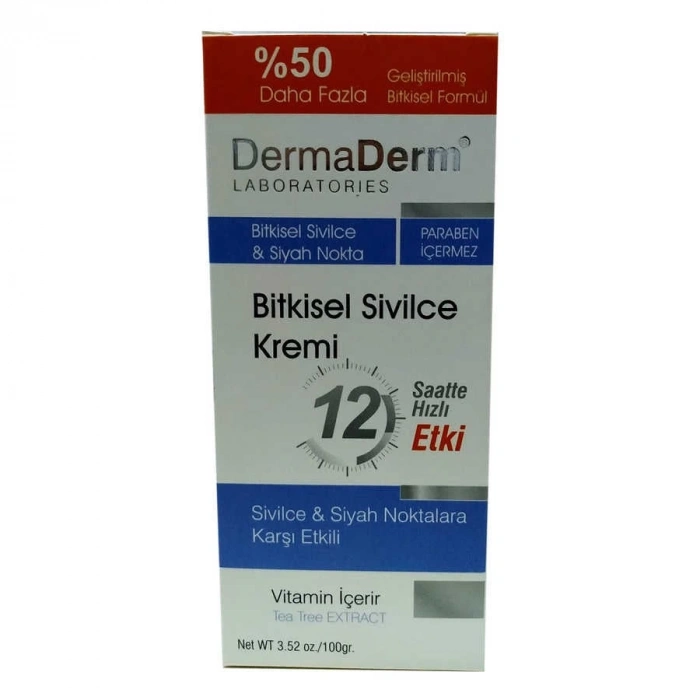 %50
Daha Fazla
Geliştirilmiş
Bitkisel Formül
DermaDerm
LABORATORIES
Bitkisel Sivilce
& Siyah Nokta
PARABEN
İÇERMEZ
Bitkisel Sivilce
Kremi
12
Saatte
Hızlı
Etki
Sivilce & Siyah Noktalara
Karşı Etkili
Vitamin İçerir
Tea Tree EXTRACT
Net WT 3.52 oz./100gr.